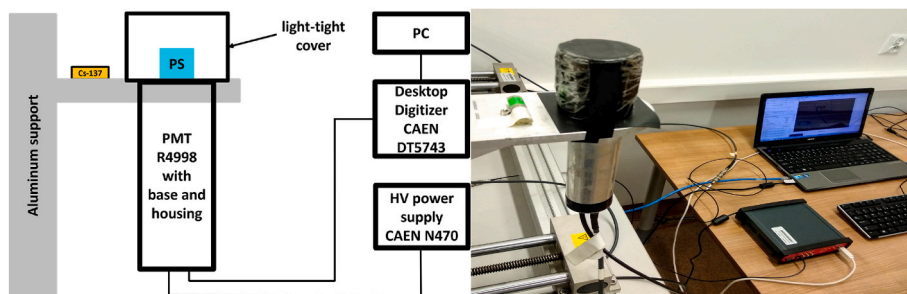 Aluminum support
Cs-137
PS
light-tight
cover
PMT
R4998
with
base and
housing
PC
Desktop
Digitizer
CAEN
DT5743
HV power
supply
CAEN N470